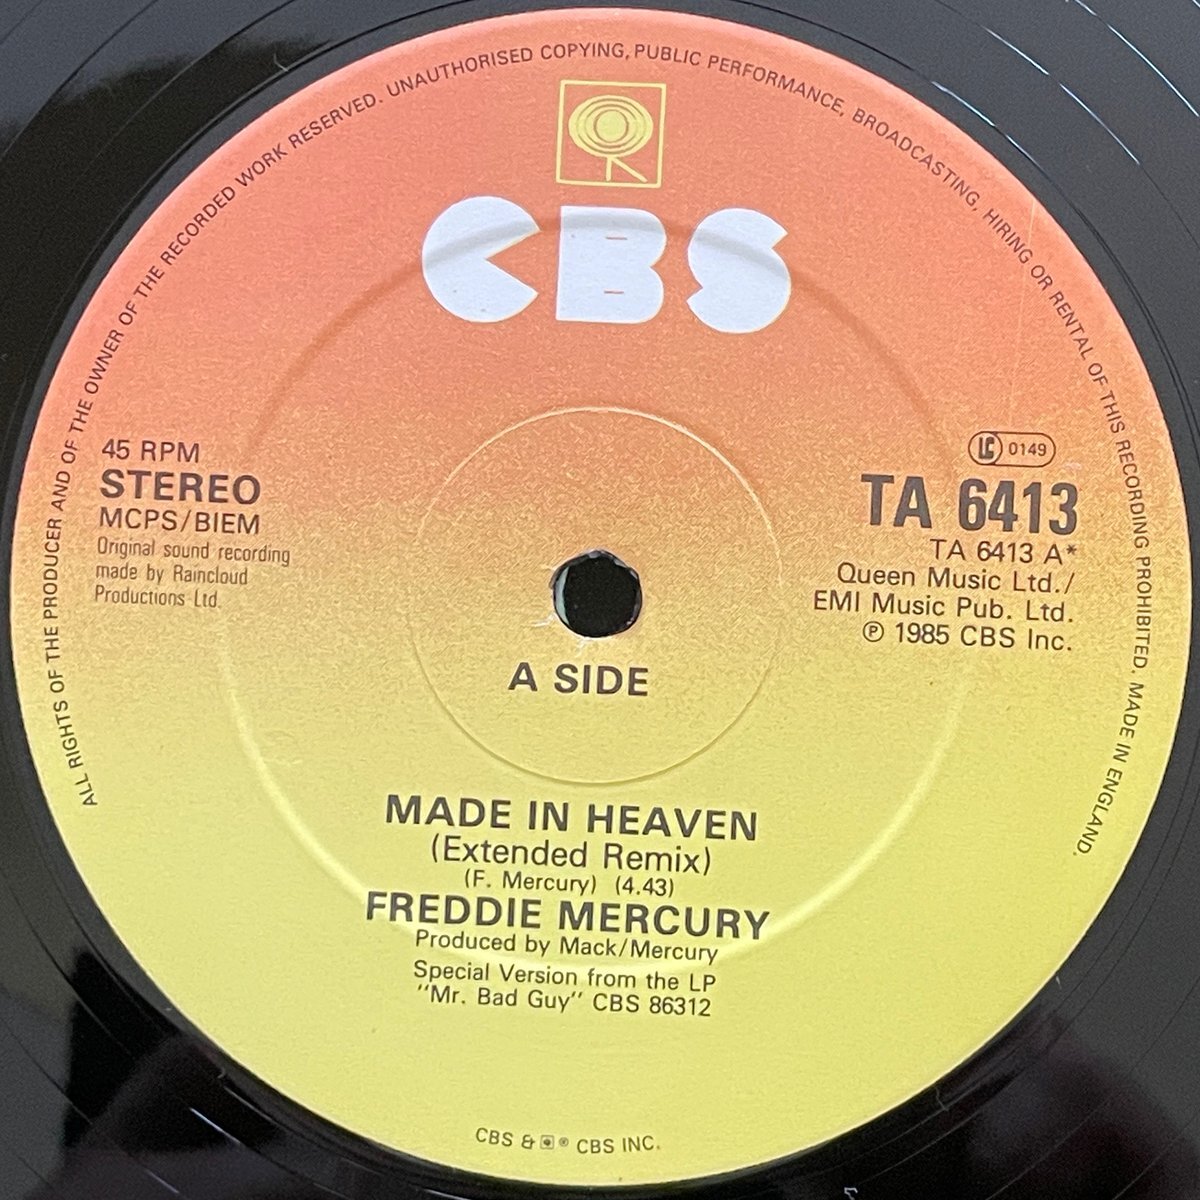 ALL RIGHTS OF THE PRODUCER AND OF THE OWNER OF THE RECORDED WORK RESERVED. UNAUTHORISED COPYING, PUBLIC PERFORMANCE, BROADCASTING, HIRING OR RENTAL OF THIS RECORDING PROHIBITED. MADE IN ENGLAND.
CBS
45 RPM
STEREO
MCPS/BIEM
Original sound recording
made by Raincloud
Productions Ltd.
LC 0149
TA 6413
TA 6413 A*
Queen Music Ltd./
EMI Music Pub. Ltd.
℗ 1985 CBS Inc.
A SIDE
MADE IN HEAVEN
(Extended Remix)
(F. Mercury) (4.43)
FREDDIE MERCURY
Produced by Mack/Mercury
Special Version from the LP
"Mr. Bad Guy" CBS 86312
CBS & ® CBS INC.